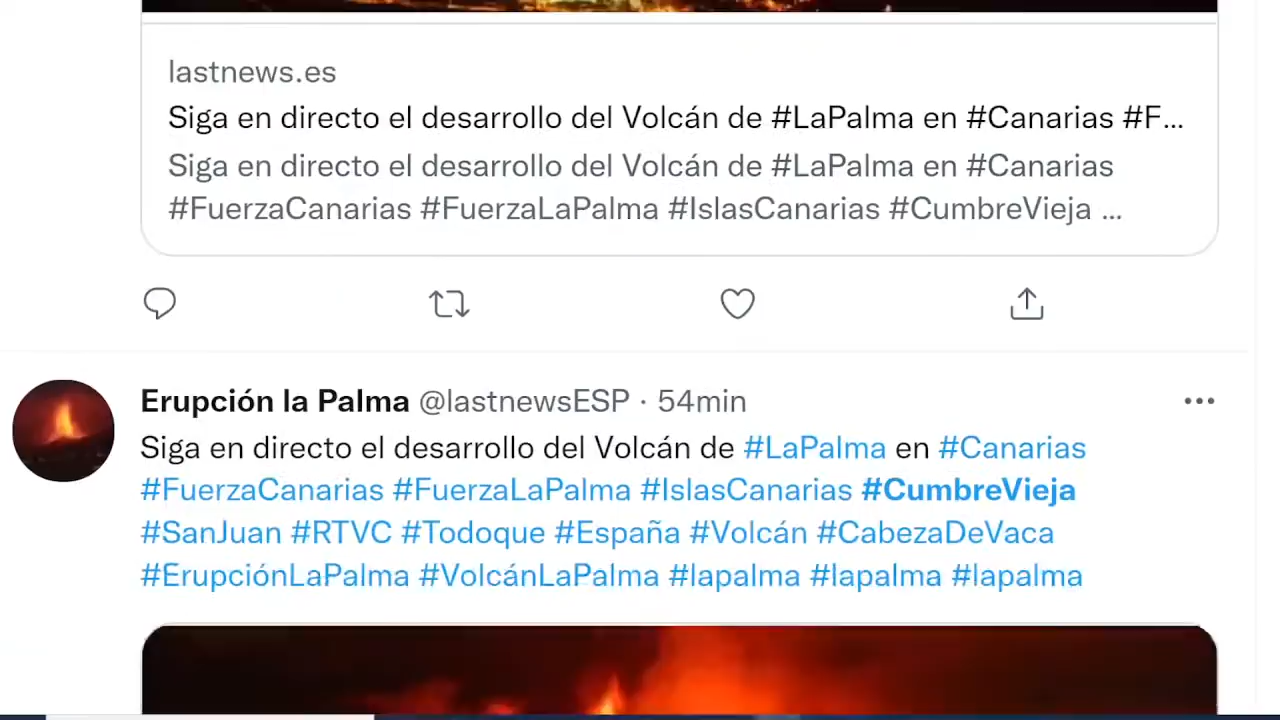 lastnews.es
Siga en directo el desarrollo del Volcán de #LaPalma en #Canarias #F...
Siga en directo el desarrollo del Volcán de #LaPalma en #Canarias
#FuerzaCanarias #FuerzaLaPalma #IslasCanarias #CumbreVieja ...
Erupción la Palma @lastnewsESP · 54min
Siga en directo el desarrollo del Volcán de #LaPalma en #Canarias
#FuerzaCanarias #FuerzaLaPalma #IslasCanarias #CumbreVieja
#SanJuan #RTVC #Todoque #España #Volcán #CabezaDeVaca
#ErupciónLaPalma #VolcánLaPalma #lapalma #lapalma #lapalma